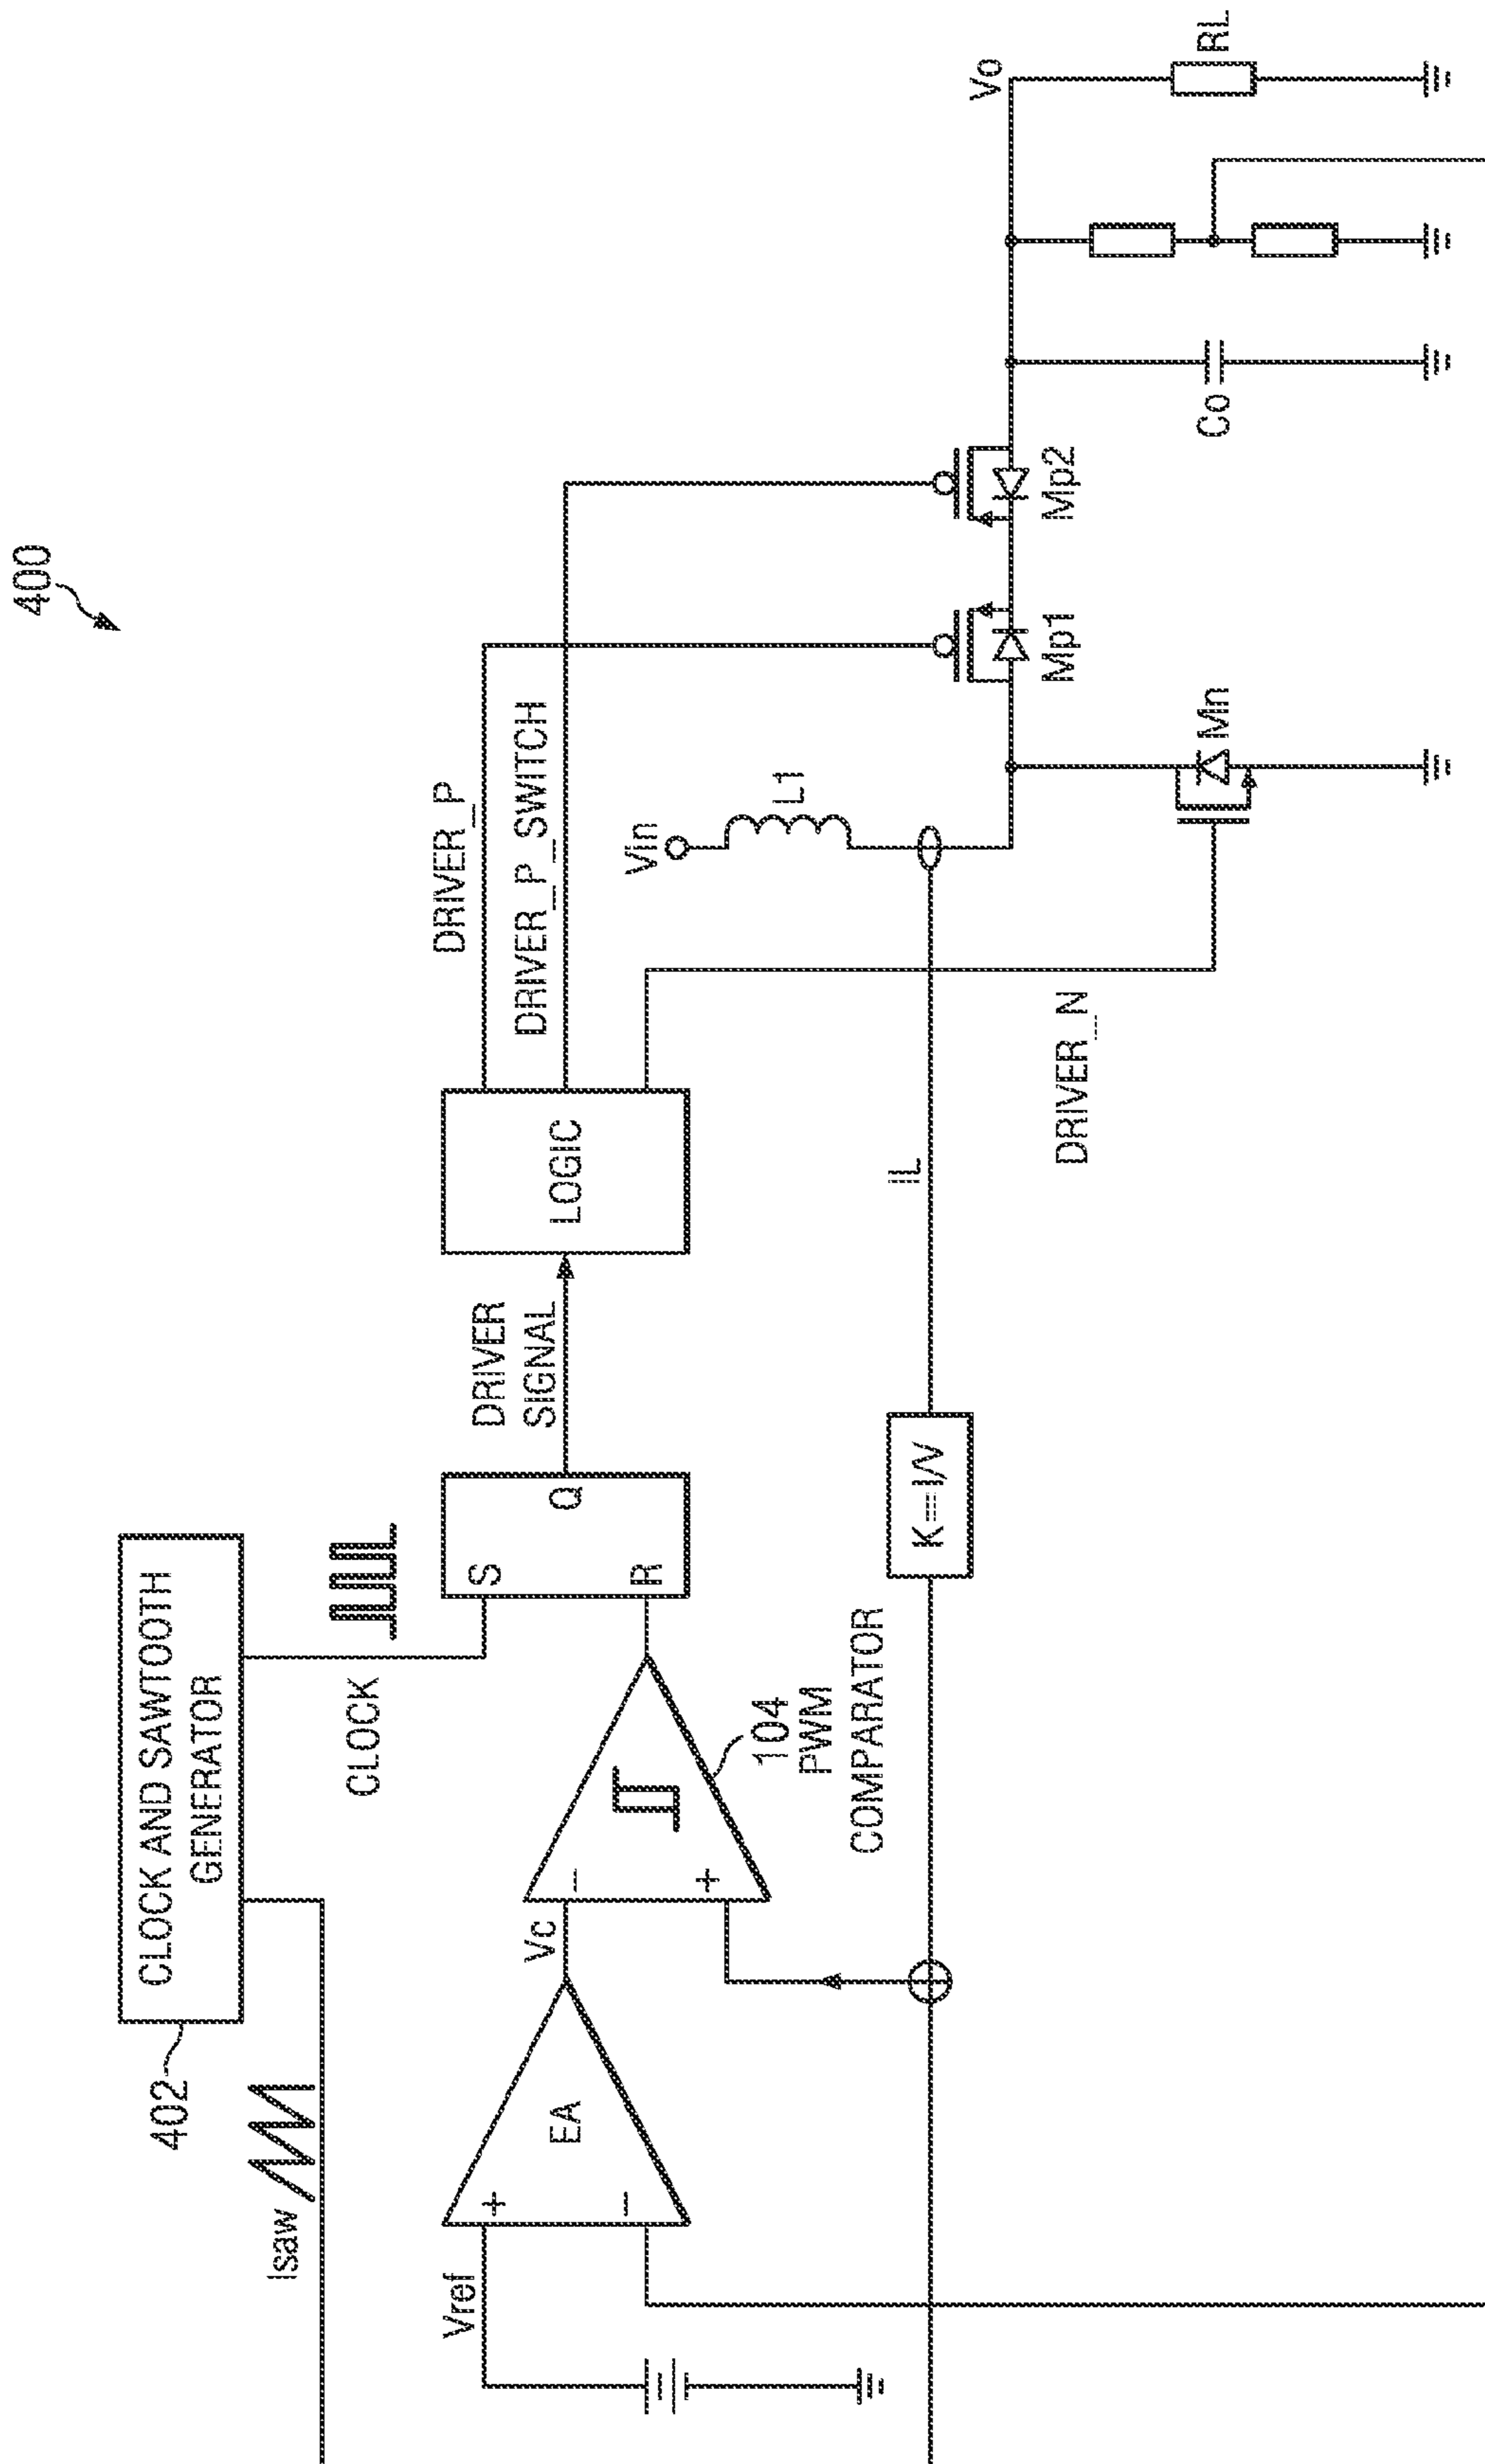 400
402
CLOCK AND SAWTOOTH
GENERATOR
Isaw
CLOCK
Vref
+
−
EA
Vc
−
+
104
PWM
COMPARATOR
S
R
Q
DRIVER
SIGNAL
LOGIC
DRIVER_P
DRIVER_P_SWITCH
DRIVER_N
K=I/V
IL
Vin
L1
Mn
Mp1
Mp2
Co
Vo
RL